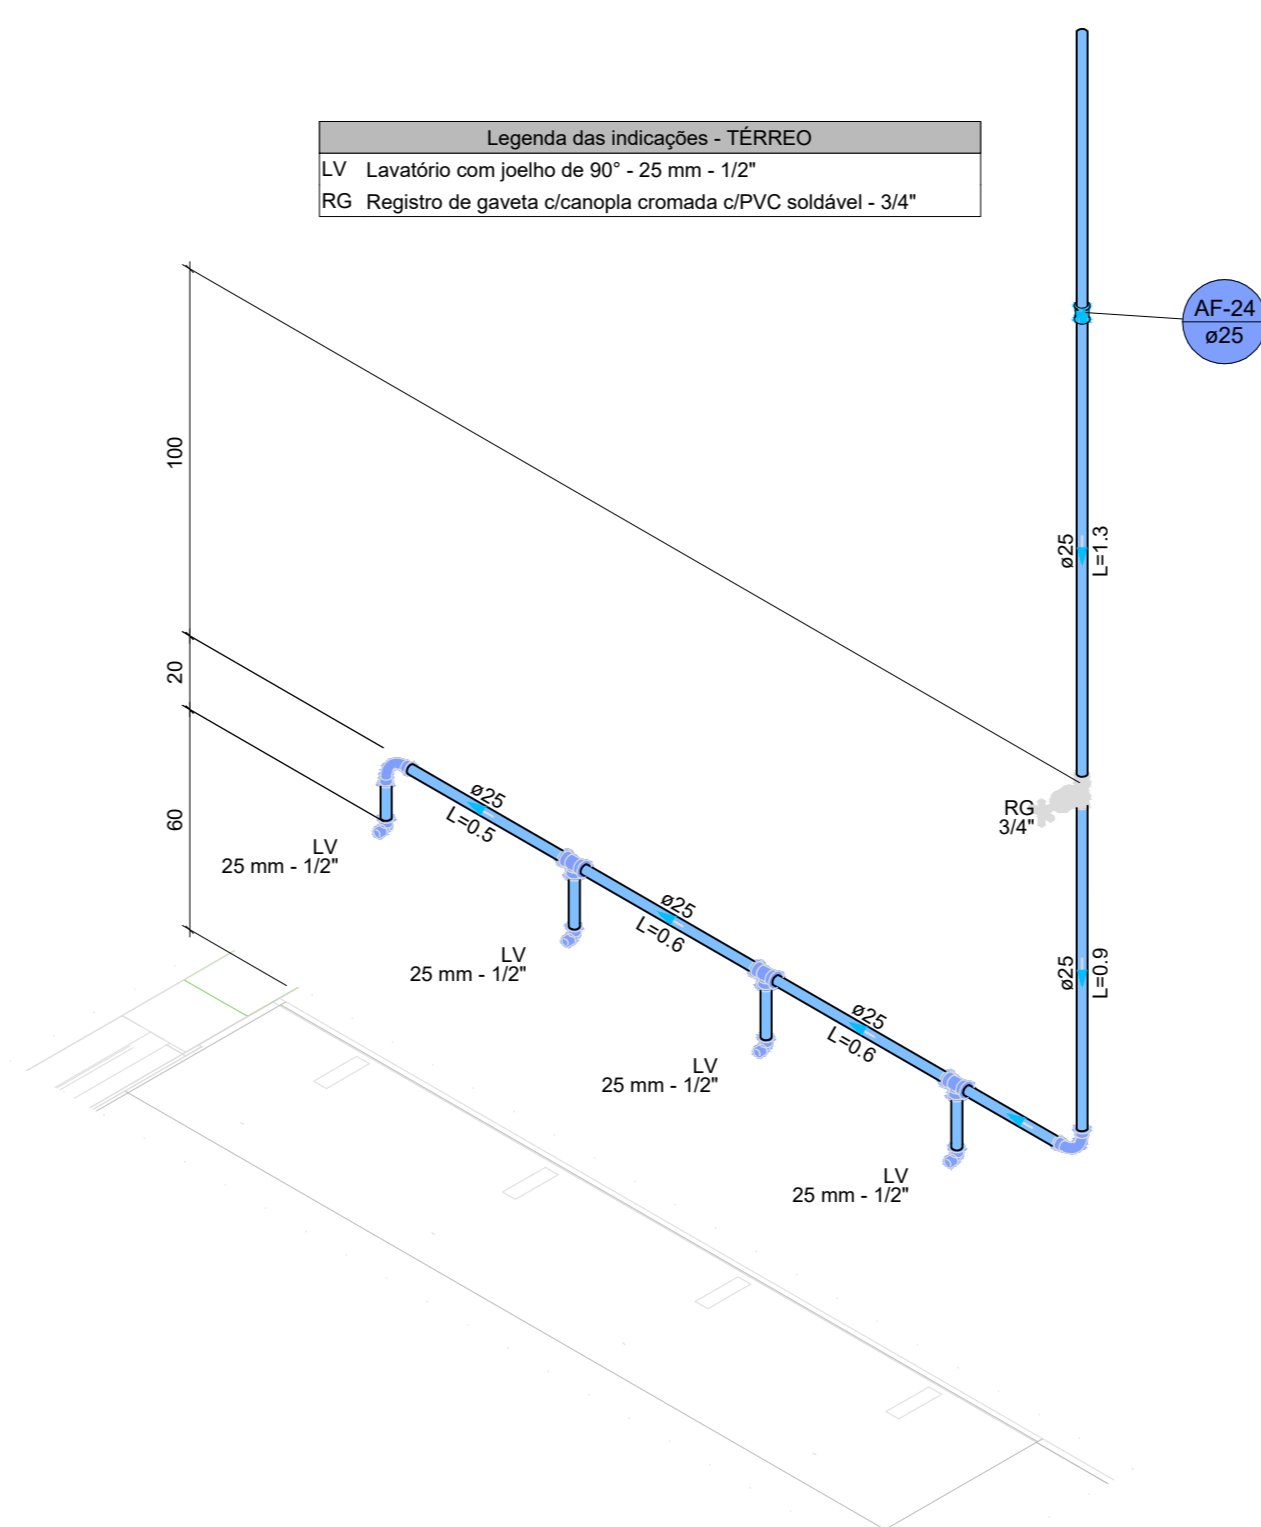 Legenda das indicações - TÉRREO
LV Lavatório com joelho de 90° - 25 mm - 1/2"
RG Registro de gaveta c/canopla cromada c/PVC soldável - 3/4"
AF-24
ø25
100
20
60
ø25
L=1.3
RG
3/4"
ø25
L=0.5
LV
25 mm - 1/2"
ø25
L=0.6
LV
25 mm - 1/2"
ø25
L=0.9
ø25
L=0.6
LV
25 mm - 1/2"
LV
25 mm - 1/2"